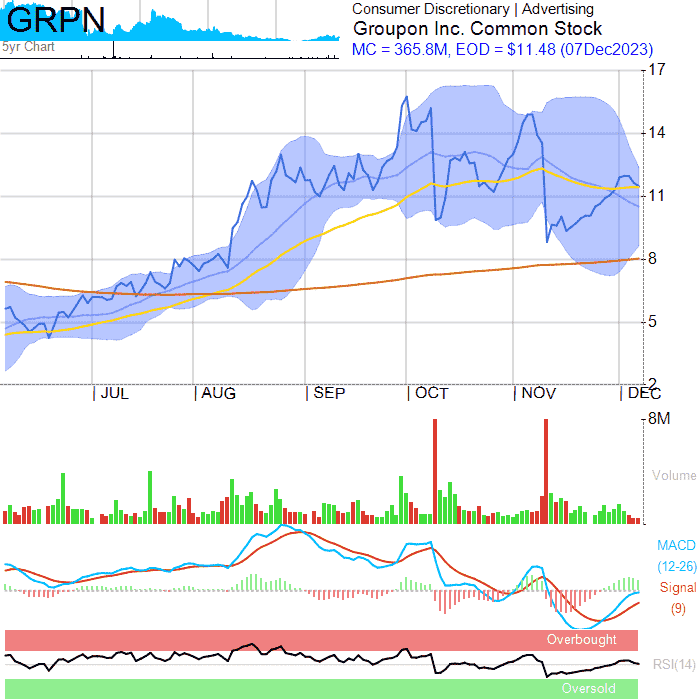 GRPN
5yr Chart
Consumer Discretionary | Advertising
Groupon Inc. Common Stock
MC = 365.8M, EOD = $11.48 (07Dec2023)
17
14
11
8
5
2
JUL AUG SEP OCT NOV DEC
8M
Volume
MACD
(12-26)
Signal
(9)
Overbought
RSI(14)
Oversold